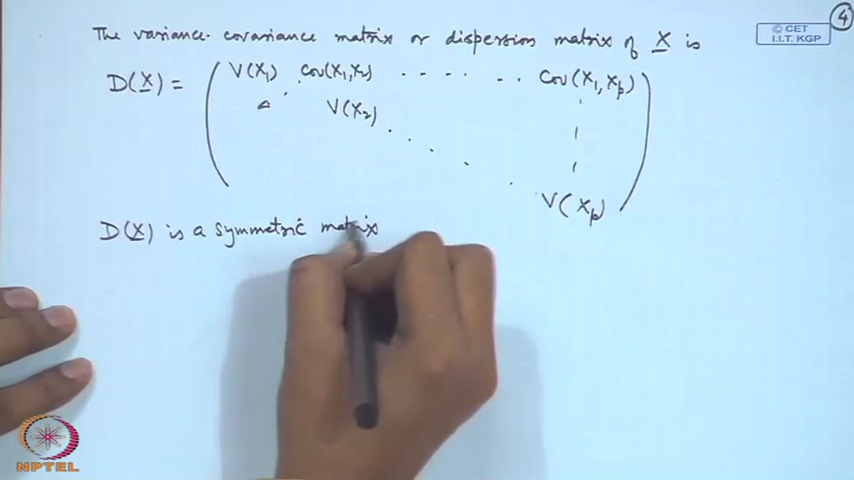 The variance-covariance matrix or dispersion matrix of X is
D(X) = ( V(X₁) Cov(X₁,X₂) . . . . . . Cov(X₁,Xₚ)
V(X₂)
V(Xₚ) )
D(X) is a symmetric matrix
© CET
I.I.T. KGP
4
NPTEL